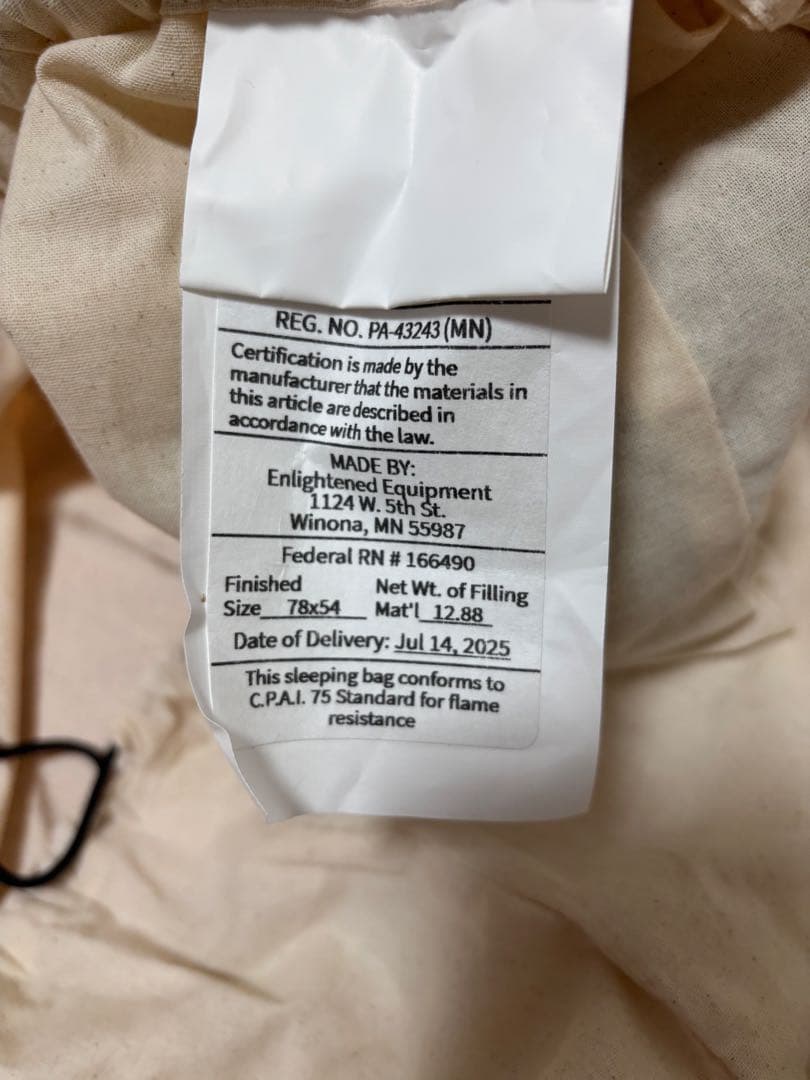 REG. NO. PA-43243 (MN)
Certification is made by the
manufacturer that the materials in
this article are described in
accordance with the law.
MADE BY:
Enlightened Equipment
1124 W. 5th St.
Winona, MN 55987
Federal RN # 166490
Finished Net Wt. of Filling
Size 78x54 Mat'l 12.88
Date of Delivery: Jul 14, 2025
This sleeping bag conforms to
C.P.A.I. 75 Standard for flame
resistance